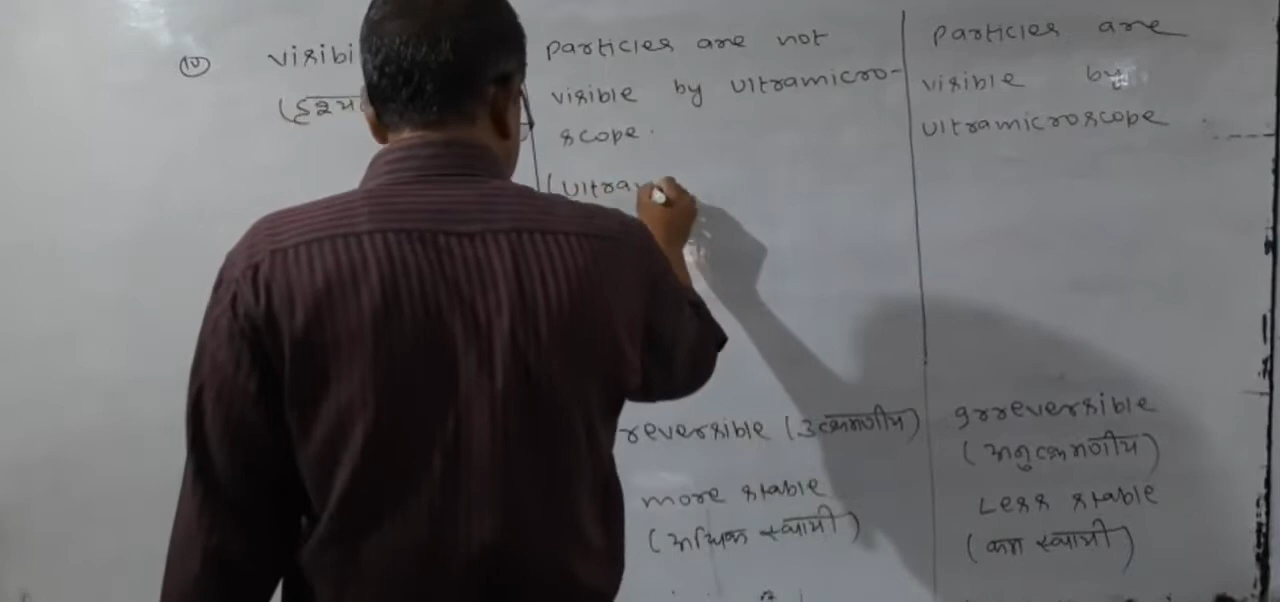 (iv) visibi
particles are not
visible by ultramicro-
scope.
(ultra
particles are
visible by
ultramicroscope
reversible (उत्क्रमणीय)
irreversible
(अनुत्क्रमणीय)
more stable
(अधिक स्थायी)
Less stable
(कम स्थायी)